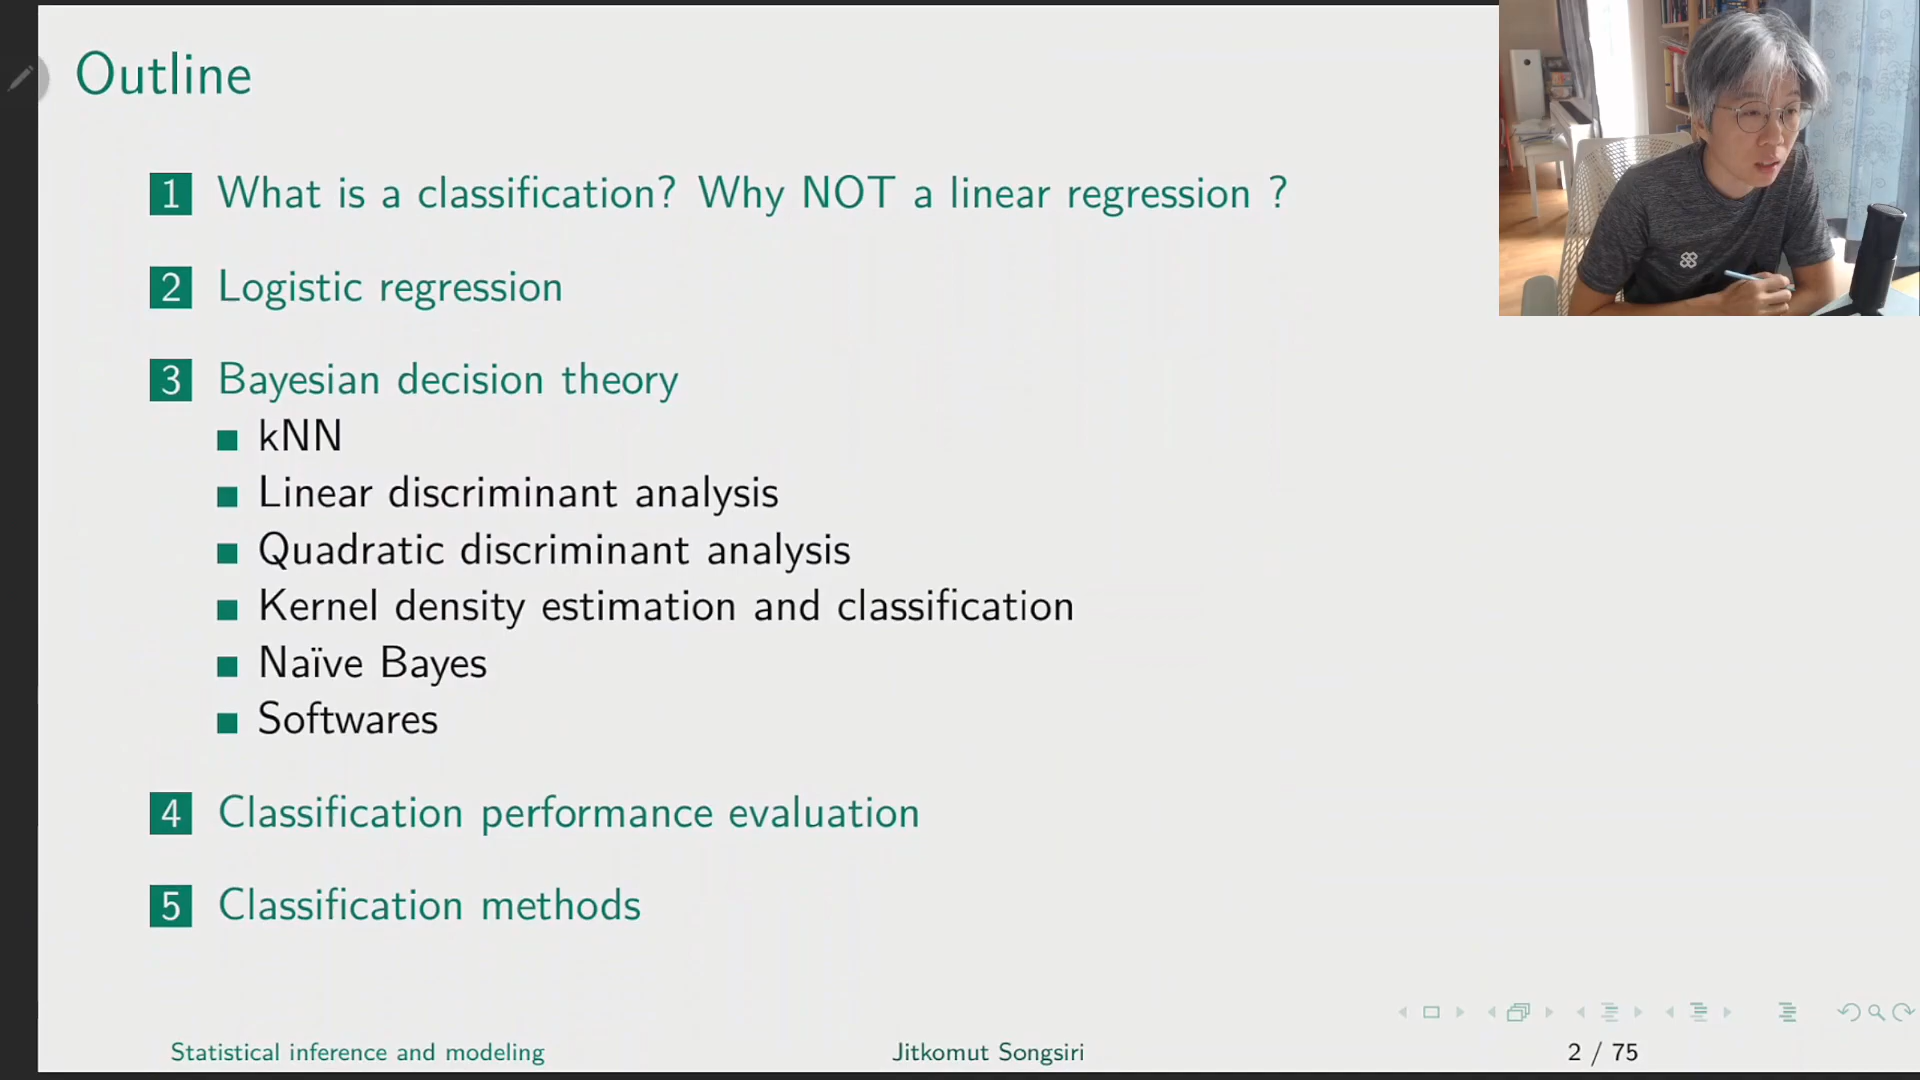 Outline
1 What is a classification? Why NOT a linear regression ?
2 Logistic regression
3 Bayesian decision theory
kNN
Linear discriminant analysis
Quadratic discriminant analysis
Kernel density estimation and classification
Naïve Bayes
Softwares
4 Classification performance evaluation
5 Classification methods
Statistical inference and modeling
Jitkomut Songsiri
2 / 75